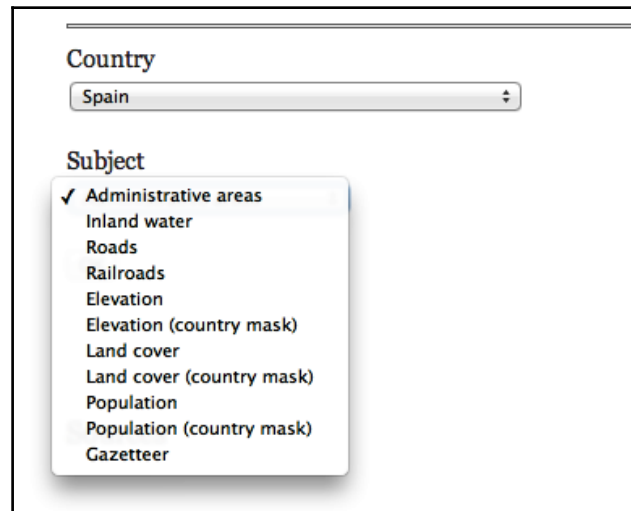 Country
Spain
Subject
✓ Administrative areas
Inland water
Roads
Railroads
Elevation
Elevation (country mask)
Land cover
Land cover (country mask)
Population
Population (country mask)
Gazetteer